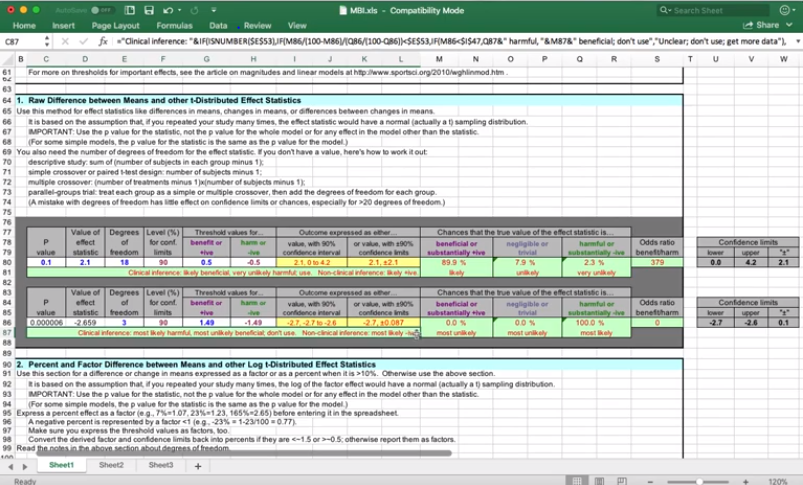 AutoSave OFF MBI.xls - Compatibility Mode Search Sheet
Home Insert Page Layout Formulas Data Review View Share
C87 fx ="Clinical inference: "&IF(ISNUMBER($E$53),IF(M86/(100-M86)/(Q86/(100-Q86))<$E$53,IF(M86<$I$47,Q87&" harmful, "&M87&" beneficial; don't use","Unclear; don't use; get more data"),
B C D E F G H I J K L M N O P Q R S T U V W
61 For more on thresholds for important effects, see the article on magnitudes and linear models at http://www.sportsci.org/2010/wghlinmod.htm .
62
63
64 1. Raw Difference between Means and other t-Distributed Effect Statistics
65 Use this method for effect statistics like differences in means, changes in means, or differences between changes in means.
66 It is based on the assumption that, if you repeated your study many times, the effect statistic would have a normal (actually a t) sampling distribution.
67 IMPORTANT: Use the p value for the statistic, not the p value for the whole model or for any effect in the model other than the statistic.
68 (For some simple models, the p value for the statistic is the same as the p value for the model.)
69 You also need the number of degrees of freedom for the effect statistic. If you don't have a value, here's how to work it out:
70 descriptive study: sum of (number of subjects in each group minus 1);
71 simple crossover or paired t-test design: number of subjects minus 1;
72 multiple crossover: (number of treatments minus 1)x(number of subjects minus 1);
73 parallel-groups trial: treat each group as a simple or multiple crossover, then add the degrees of freedom for each group.
74 (A mistake with degrees of freedom has little effect on confidence limits or chances, especially for >20 degrees of freedom.)
75
76
77 Value of Degrees Level (%) Threshold values for... Outcome expressed as either... Chances that the true value of the effect statistic is...
78 P effect of for conf. benefit or harm or value, with 90% or value, with ±90% beneficial or negligible or harmful or Odds ratio Confidence limits
79 value statistic freedom limits +ive -ive confidence interval confidence limits substantially +ive trivial substantially -ive benefit/harm lower upper "±"
80 0.1 2.1 18 90 0.5 -0.5 2.1, 0 to 4.2 2.1, ±2.1 89.9 % 7.9 % 2.3 % 379 0.0 4.2 2.1
81 Clinical inference: likely beneficial, very unlikely harmful; use. Non-clinical inference: likely +ive. likely unlikely very unlikely
82
83 Value of Degrees Level (%) Threshold values for... Outcome expressed as either... Chances that the true value of the effect statistic is...
84 P effect of for conf. benefit or harm or value, with 90% or value, with ±90% beneficial or negligible or harmful or Odds ratio Confidence limits
85 value statistic freedom limits +ive -ive confidence interval confidence limits substantially +ive trivial substantially -ive benefit/harm lower upper "±"
86 0.000006 -2.659 3 90 1.49 -1.49 -2.7, -2.7 to -2.6 -2.7, ±0.087 0.0 % 0.0 % 100.0 % 0 -2.7 -2.6 0.1
87 Clinical inference: most likely harmful, most unlikely beneficial; don't use. Non-clinical inference: most likely most unlikely most unlikely most likely
88
89
90 2. Percent and Factor Difference between Means and other Log t-Distributed Effect Statistics
91 Use this section for a difference or change in means expressed as a factor or as a percent when it is >10%. Otherwise use the above section.
92 It is based on the assumption that, if you repeated your study many times, the log of the factor effect would have a normal (actually a t) sampling distribution.
93 IMPORTANT: Use the p value for the statistic, not the p value for the whole model or for any effect in the model other than the statistic.
94 (For some simple models, the p value for the statistic is the same as the p value for the model.)
95 Express a percent effect as a factor (e.g., 7%=1.07, 23%=1.23, 165%=2.65) before entering it in the spreadsheet.
96 A negative percent is represented by a factor <1 (e.g., -23% = 1-23/100 = 0.77).
97 Make sure you express the threshold values as factors, too.
98 Convert the derived factor and confidence limits back into percents if they are <~1.5 or >~0.5; otherwise report them as factors.
99 Read the notes in the above section about degrees of freedom.
Sheet1 Sheet2 Sheet3 +
Ready 120%